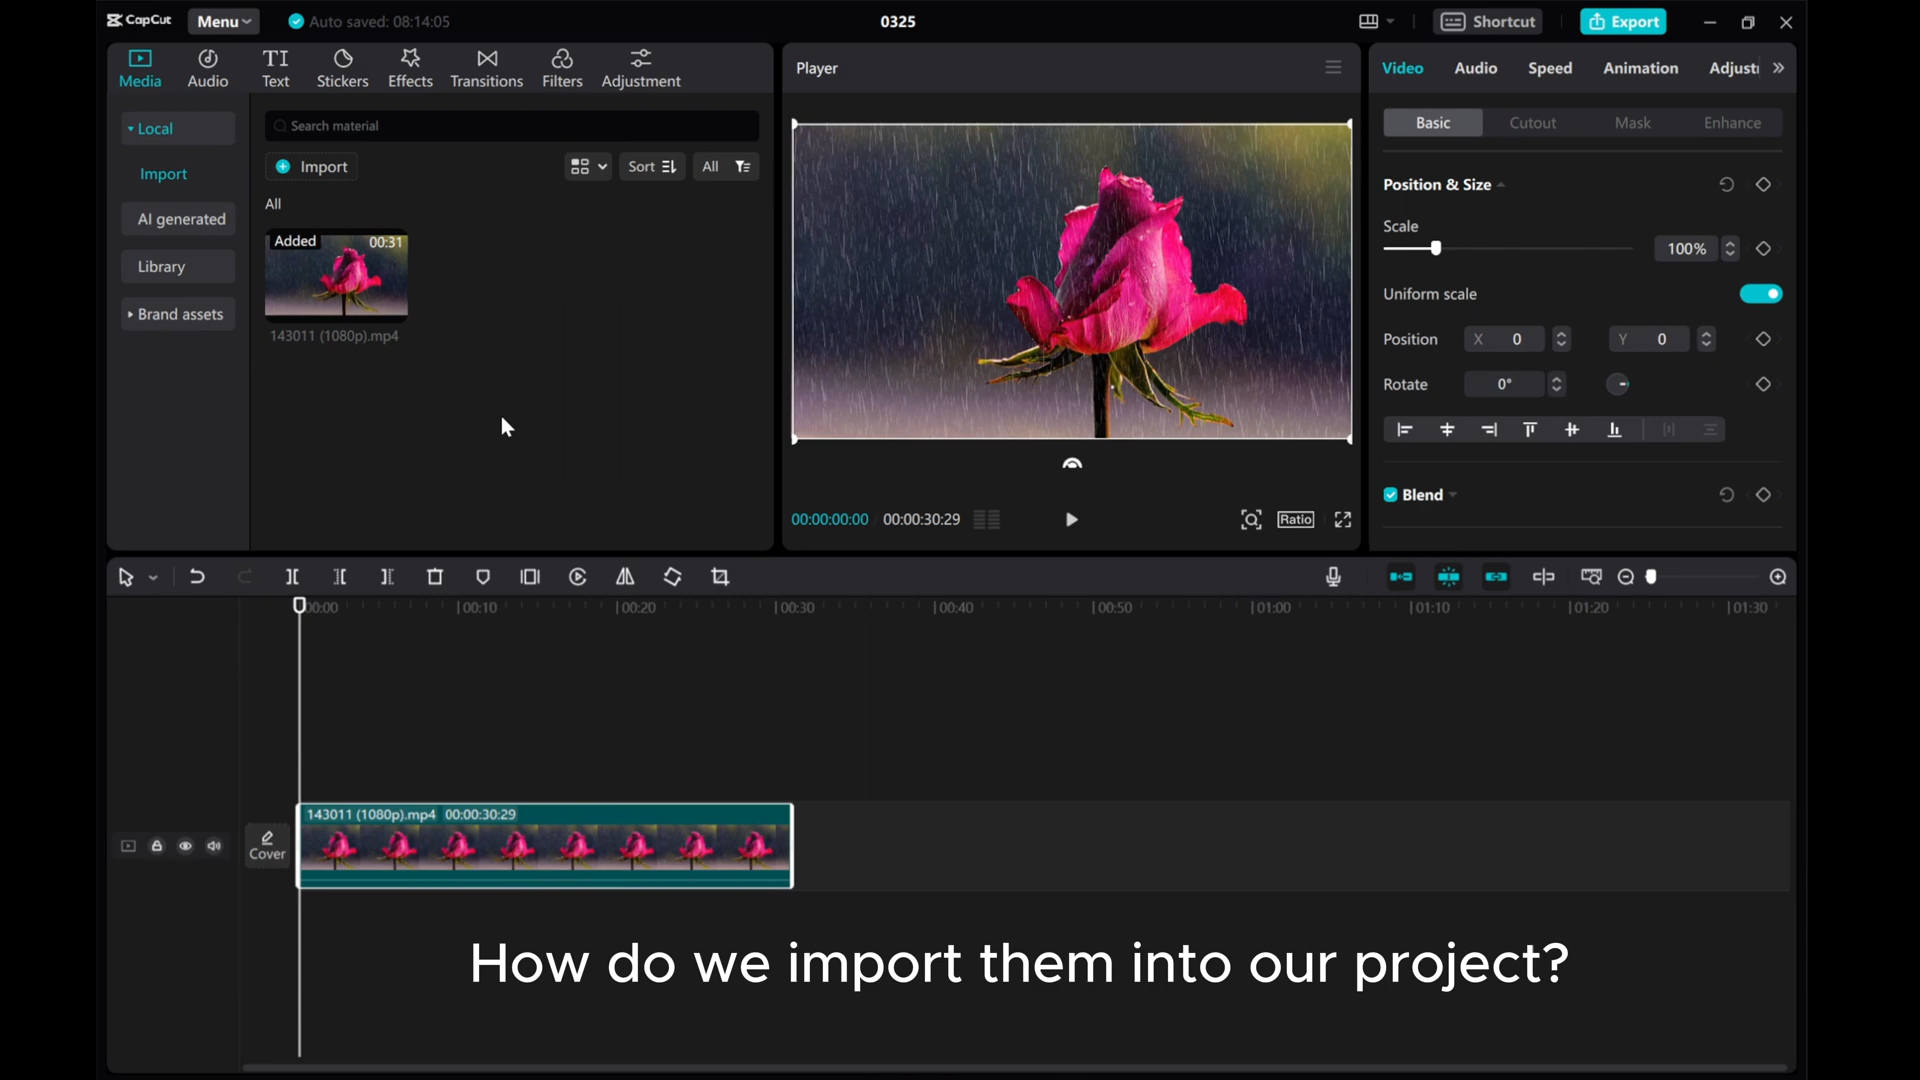 CapCut
Menu
Auto saved: 08:14:05
0325
Shortcut
Export
Media
Audio
Text
Stickers
Effects
Transitions
Filters
Adjustment
Local
Import
AI generated
Library
Brand assets
Search material
Import
Sort
All
All
Added
00:31
143011 (1080p).mp4
Player
00:00:00:00
00:00:30:29
Ratio
Video
Audio
Speed
Animation
Adjust
Basic
Cutout
Mask
Enhance
Position & Size
Scale
100%
Uniform scale
Position
X 0
Y 0
Rotate
0°
Blend
00:00
00:10
00:20
00:30
00:40
00:50
01:00
01:10
01:20
01:30
143011 (1080p).mp4 00:00:30:29
Cover
How do we import them into our project?